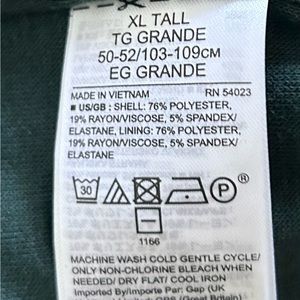 XL TALL
TG GRANDE
50-52/103-109CM
EG GRANDE
MADE IN VIETNAM RN 54023
■ US/GB : SHELL: 76% POLYESTER,
19% RAYON/VISCOSE, 5% SPANDEX/
ELASTANE, LINING: 76% POLYESTER,
19% RAYON/VISCOSE, 5% SPANDEX/
ELASTANE
30 P ®
1166
MACHINE WASH COLD GENTLE CYCLE/
ONLY NON-CHLORINE BLEACH WHEN
NEEDED/ DRY FLAT/ COOL IRON
Imported By/Importe Par: Gap (UK